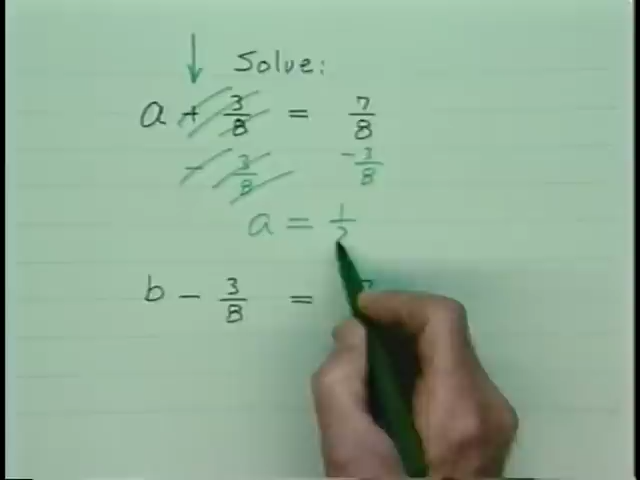 Solve:
a + 3/8 = 7/8
- 3/8 -3/8
a = 1/2
b - 3/8 =